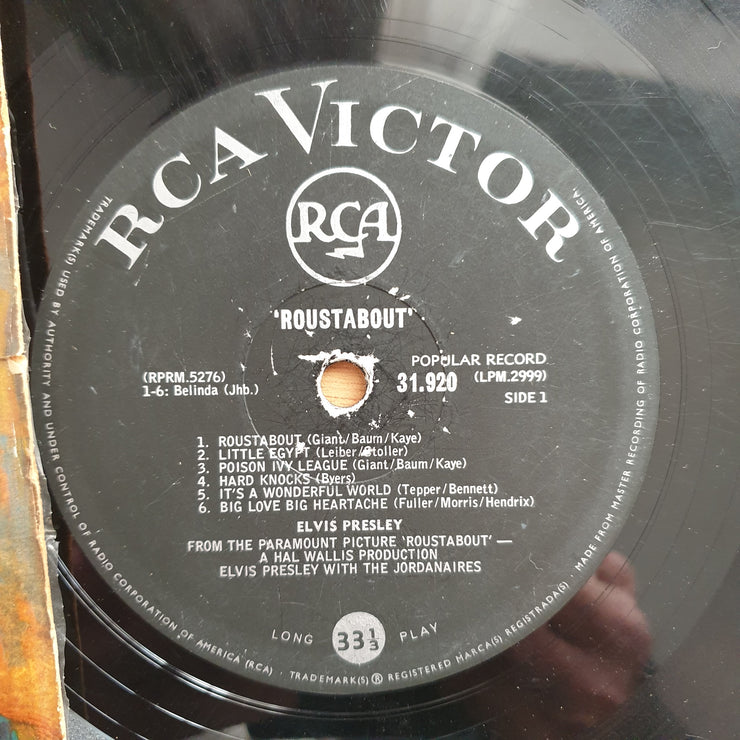 RCA VICTOR
RCA
'ROUSTABOUT'
(RPRM.5276)
1-6: Belinda (Jhb.)
POPULAR RECORD
31.920 (LPM.2999)
SIDE 1
1. ROUSTABOUT (Giant/Baum/Kaye)
2. LITTLE EGYPT (Leiber/Stoller)
3. POISON IVY LEAGUE (Giant/Baum/Kaye)
4. HARD KNOCKS (Byers)
5. IT'S A WONDERFUL WORLD (Tepper/Bennett)
6. BIG LOVE BIG HEARTACHE (Fuller/Morris/Hendrix)
ELVIS PRESLEY
FROM THE PARAMOUNT PICTURE 'ROUSTABOUT' —
A HAL WALLIS PRODUCTION
ELVIS PRESLEY WITH THE JORDANAIRES
LONG 33 1/3 PLAY
TRADEMARK(S) USED BY AUTHORITY AND UNDER CONTROL OF RADIO CORPORATION OF AMERICA (RCA) · TRADEMARK(S) ® REGISTERED MARCA(S) REGISTRADA(S) · MADE FROM MASTER RECORDING OF RADIO CORPORATION OF AMERICA.